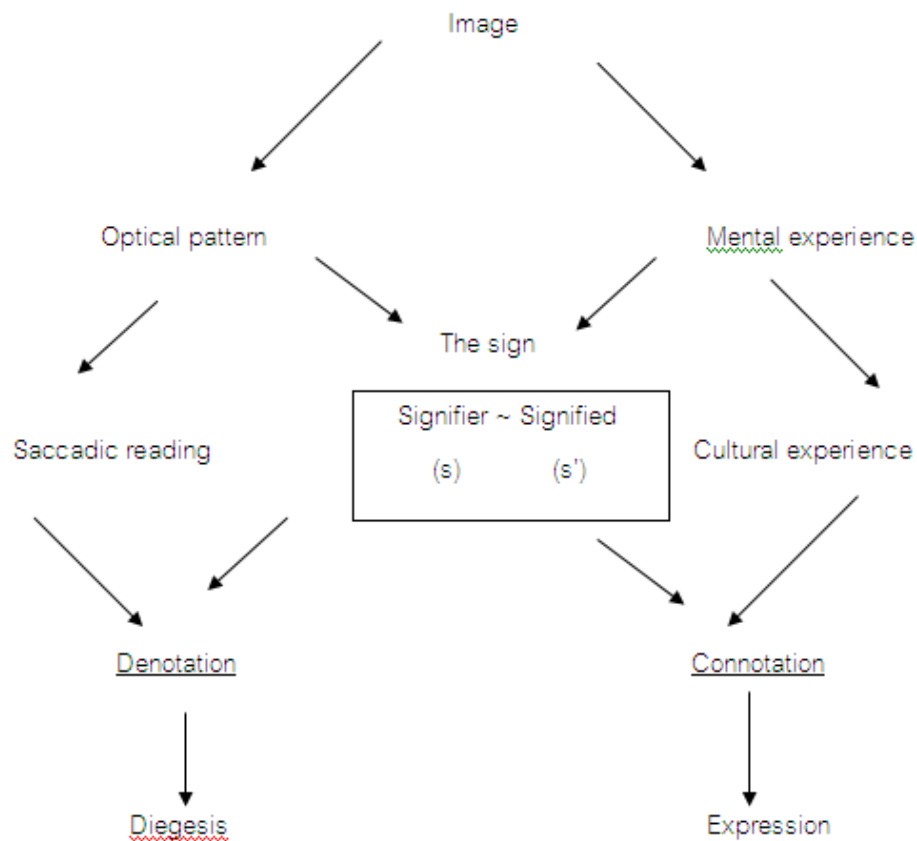 Image
Optical pattern
Mental experience
The sign
Signifier ~ Signified
(s) (s')
Saccadic reading
Cultural experience
Denotation
Connotation
Diegesis
Expression